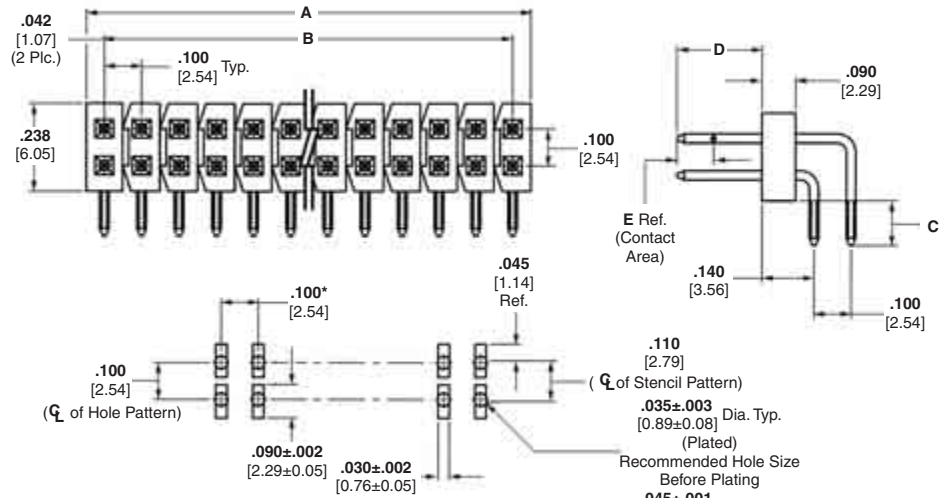 A
.042
[1.07]
(2 Plc.)
B
.100
[2.54] Typ.
.238
[6.05]
.100
[2.54]
D
.090
[2.29]
E Ref.
(Contact
Area)
C
.140
[3.56]
.100
[2.54]
.045
[1.14]
Ref.
.100*
[2.54]
.100
[2.54]
(℄ of Hole Pattern)
.110
[2.79]
( ℄ of Stencil Pattern)
.035±.003
[0.89±0.08] Dia. Typ.
(Plated)
Recommended Hole Size
Before Plating
.045±.001
.090±.002
[2.29±0.05]
.030±.002
[0.76±0.05]